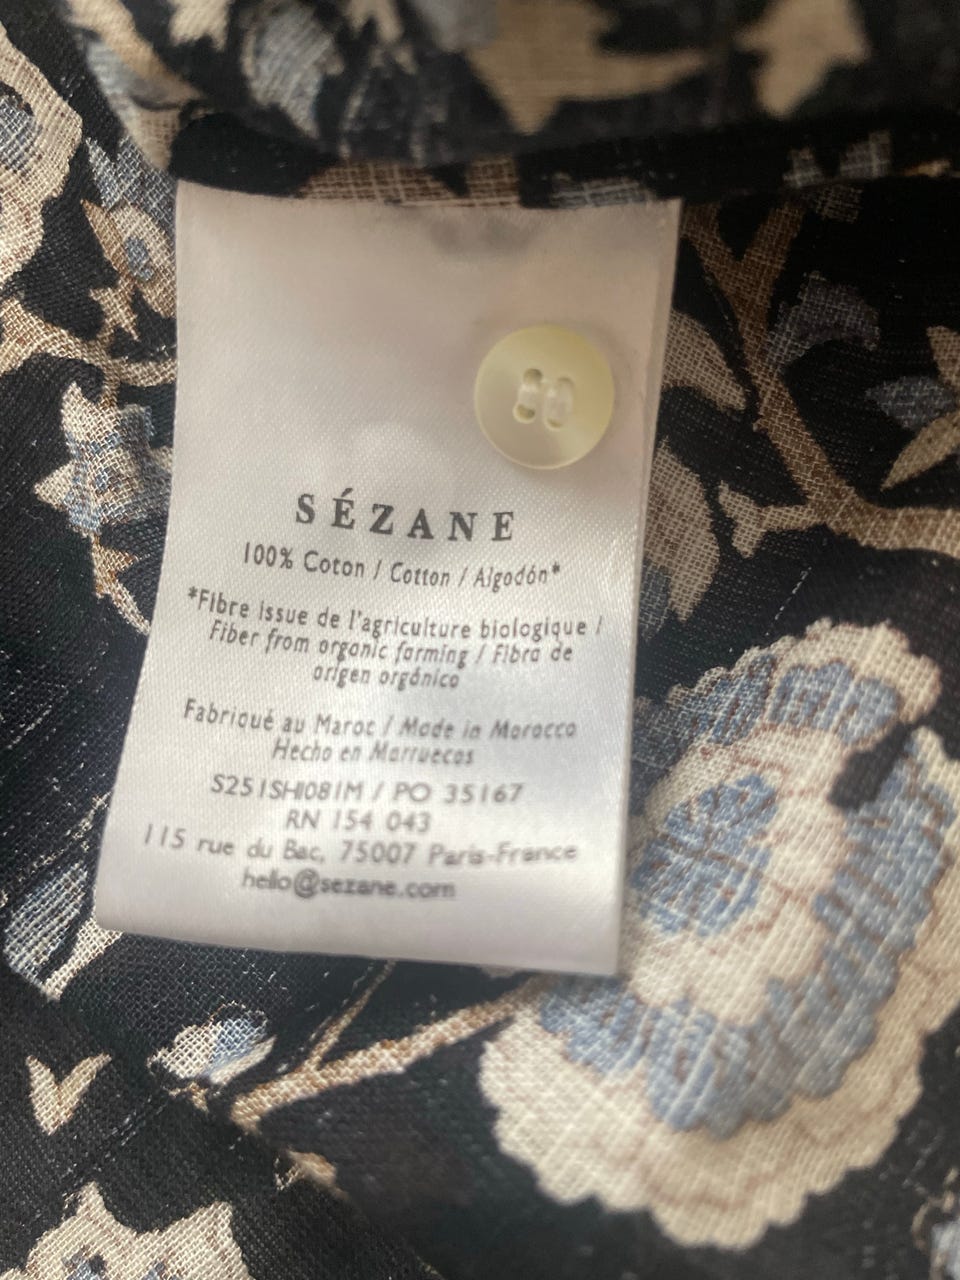 SÉZANE
100% Coton / Cotton / Algodón*
*Fibre issue de l'agriculture biologique /
Fiber from organic farming / Fibra de
origen orgánico
Fabriqué au Maroc / Made in Morocco
Hecho en Marruecos
S251SHI081M / PO 35167
RN 154 043
115 rue du Bac, 75007 Paris-France
hello@sezane.com